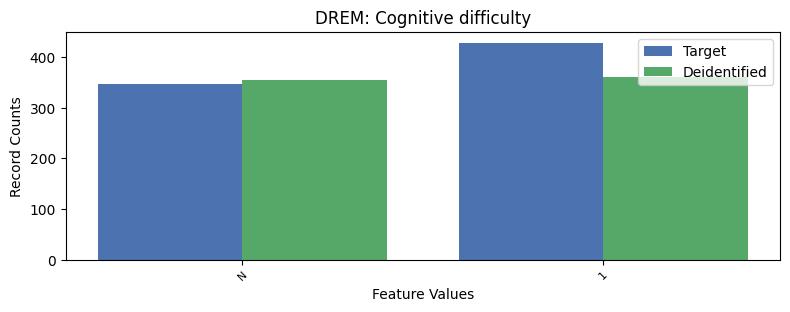 DREM: Cognitive difficulty
Target
Deidentified
Record Counts
400
300
200
100
0
N
1
Feature Values